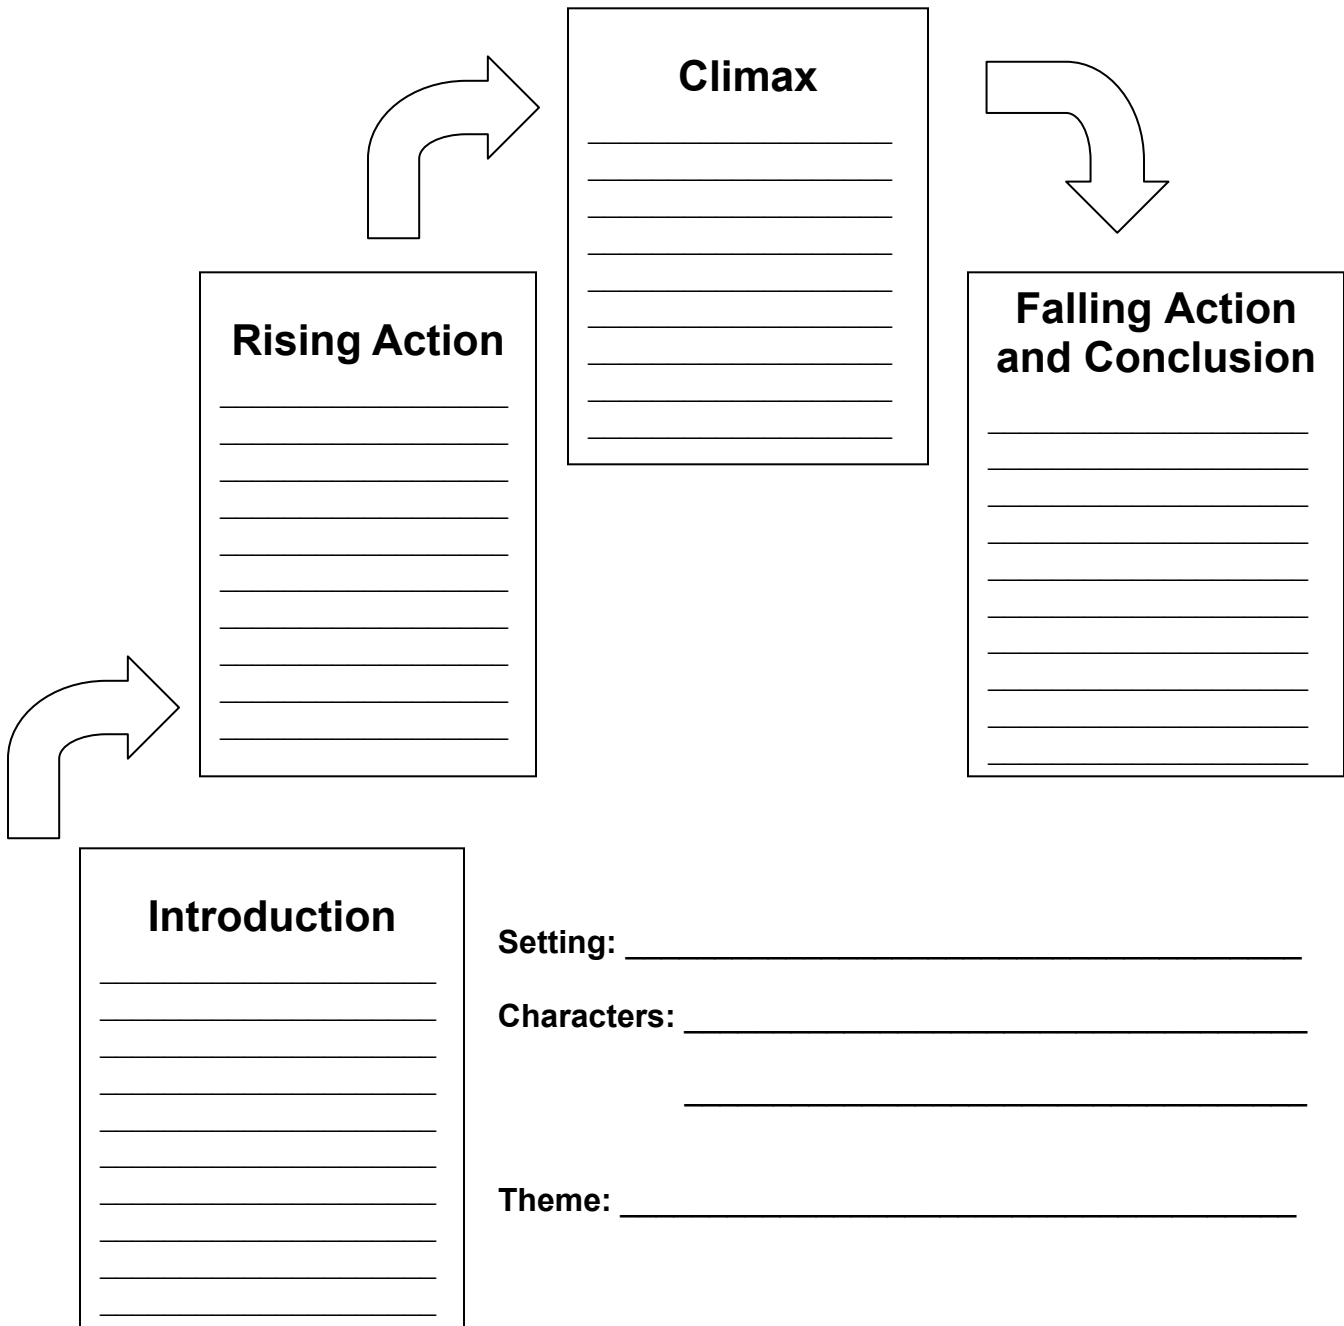 Climax
Rising Action
Falling Action
and Conclusion
Introduction
Setting:
Characters:
Theme: